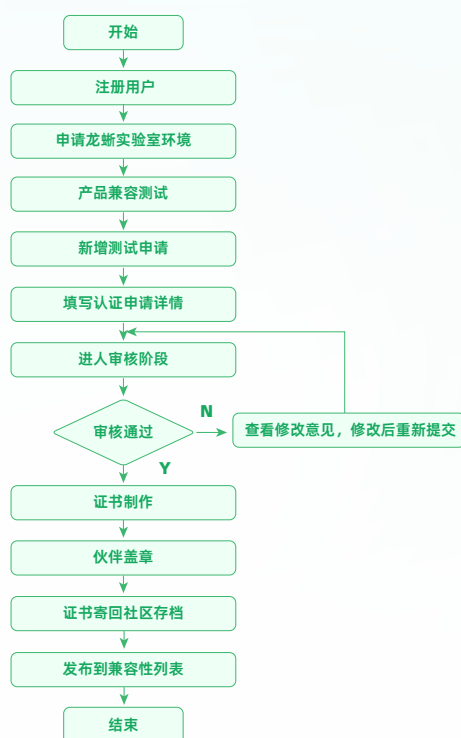 开始
注册用户
申请龙蜥实验室环境
产品兼容测试
新增测试申请
填写认证申请详情
进人审核阶段
审核通过
N
查看修改意见，修改后重新提交
Y
证书制作
伙伴盖章
证书寄回社区存档
发布到兼容性列表
结束